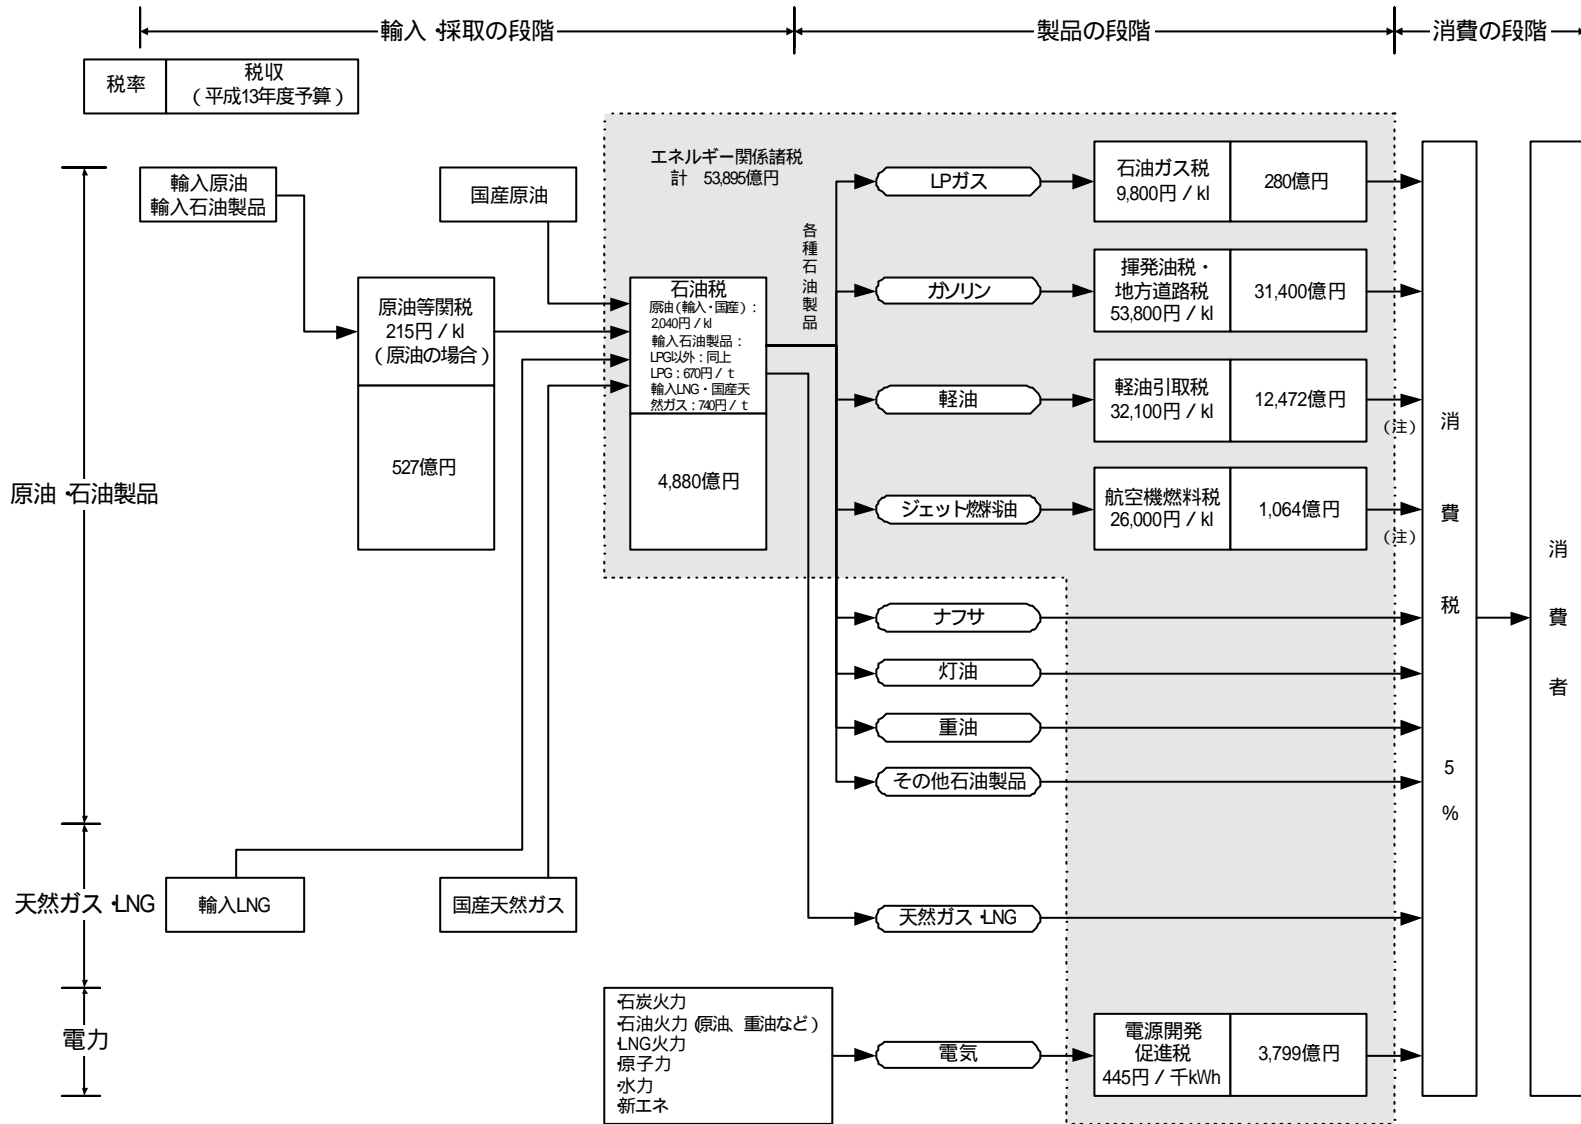 輸入・採取の段階
製品の段階
消費の段階
税率
税収
（平成13年度予算）
エネルギー関係諸税
計　53,895億円
輸入原油
輸入石油製品
国産原油
原油等関税
215円 / kl
（原油の場合）
527億円
石油税
原油（輸入・国産）：
2,040円 / kl
輸入石油製品：
LPG以外：同上
LPG：670円 / t
輸入LNG・国産天
然ガス：740円 / t
4,880億円
各種石油製品
LPガス
石油ガス税
9,800円 / kl
280億円
ガソリン
揮発油税・
地方道路税
53,800円 / kl
31,400億円
軽油
軽油引取税
32,100円 / kl
12,472億円
（注）
ジェット燃料油
航空機燃料税
26,000円 / kl
1,064億円
（注）
ナフサ
灯油
重油
その他石油製品
原油・石油製品
天然ガス・LNG
輸入LNG
国産天然ガス
天然ガス・LNG
電力
・石炭火力
・石油火力（原油、重油など）
・LNG火力
・原子力
・水力
・新エネ
電気
電源開発
促進税
445円 / 千kWh
3,799億円
消費税5%
消費者